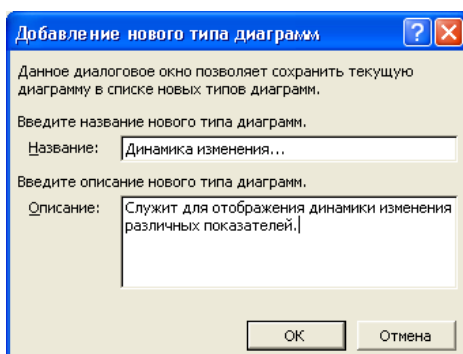 Добавление нового типа диаграмм
Данное диалоговое окно позволяет сохранить текущую
диаграмму в списке новых типов диаграмм.
Введите название нового типа диаграмм.
Название: Динамика изменения...
Введите описание нового типа диаграмм.
Описание: Служит для отображения динамики изменения
различных показателей.
ОК Отмена